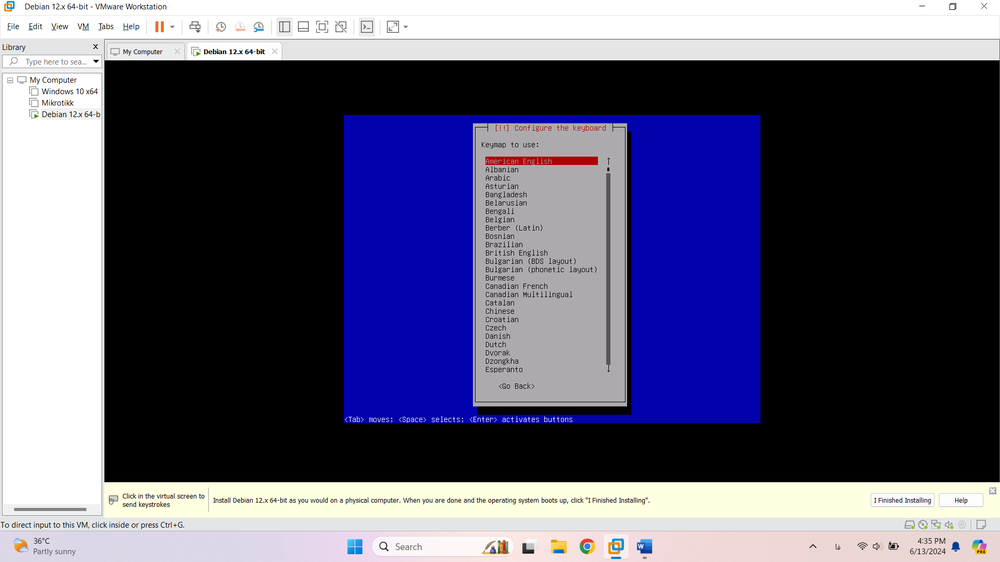 Debian 12.x 64-bit - VMware Workstation
File Edit View VM Tabs Help
Library
My Computer
Debian 12.x 64-bit
Type here to sea...
My Computer
Windows 10 x64
Mikrotikk
Debian 12.x 64-b
[!!] Configure the keyboard
Keymap to use:
American English
Albanian
Arabic
Asturian
Bangladesh
Belarusian
Bengali
Belgian
Berber (Latin)
Bosnian
Brazilian
British English
Bulgarian (BDS layout)
Bulgarian (phonetic layout)
Burmese
Canadian French
Canadian Multilingual
Catalan
Chinese
Croatian
Czech
Danish
Dutch
Dvorak
Dzongkha
Esperanto
<Go Back>
<Tab> moves; <Space> selects; <Enter> activates buttons
Click in the virtual screen to
send keystrokes
Install Debian 12.x 64-bit as you would on a physical computer. When you are done and the operating system boots up, click "I Finished Installing".
I Finished Installing
Help
To direct input to this VM, click inside or press Ctrl+G.
36°C
Partly sunny
Search
W
فا
4:35 PM
6/13/2024
PRE